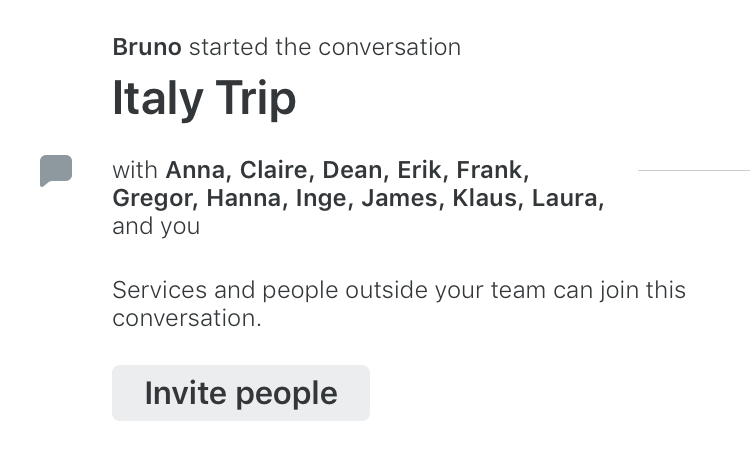 Bruno started the conversation
Italy Trip
with Anna, Claire, Dean, Erik, Frank,
Gregor, Hanna, Inge, James, Klaus, Laura,
and you
Services and people outside your team can join this
conversation.
Invite people